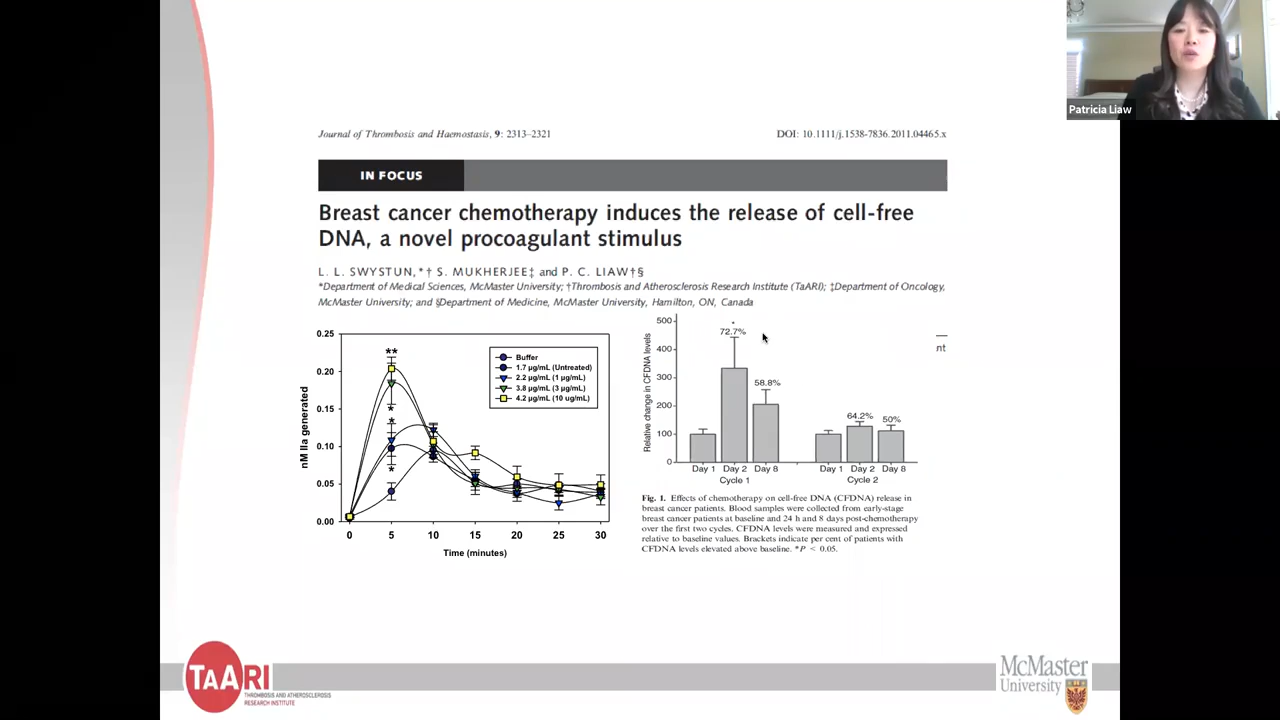 Patricia Liaw
Journal of Thrombosis and Haemostasis, 9: 2313–2321
DOI: 10.1111/j.1538-7836.2011.04465.x
IN FOCUS
Breast cancer chemotherapy induces the release of cell-free
DNA, a novel procoagulant stimulus
L. L. SWYSTUN,*† S. MUKHERJEE‡ and P. C. LIAW†§
*Department of Medical Sciences, McMaster University; †Thrombosis and Atherosclerosis Research Institute (TaARI); ‡Department of Oncology,
McMaster University; and §Department of Medicine, McMaster University, Hamilton, ON, Canada
nM IIa generated
0.25
0.20
0.15
0.10
0.05
0.00
**
*
*
*
Buffer
1.7 µg/mL (Untreated)
2.2 µg/mL (1 µg/mL)
3.8 µg/mL (3 µg/mL)
4.2 µg/mL (10 ug/mL)
0 5 10 15 20 25 30
Time (minutes)
Relative change in CFDNA levels
500
400
300
200
100
0
*
72.7%
58.8%
64.2%
50%
Day 1 Day 2 Day 8 Day 1 Day 2 Day 8
Cycle 1 Cycle 2
nt
Fig. 1. Effects of chemotherapy on cell-free DNA (CFDNA) release in
breast cancer patients. Blood samples were collected from early-stage
breast cancer patients at baseline and 24 h and 8 days post-chemotherapy
over the first two cycles. CFDNA levels were measured and expressed
relative to baseline values. Brackets indicate per cent of patients with
CFDNA levels elevated above baseline. *P < 0.05.
TAARI
THROMBOSIS AND ATHEROSCLEROSIS
RESEARCH INSTITUTE
McMaster
University